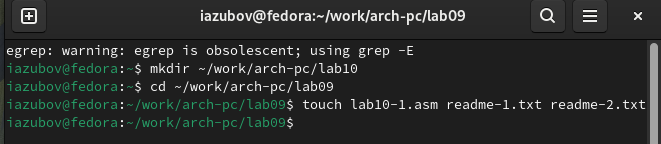 iazubov@fedora:~/work/arch-pc/lab09
egrep: warning: egrep is obsolescent; using grep -E
iazubov@fedora:~$ mkdir ~/work/arch-pc/lab10
iazubov@fedora:~$ cd ~/work/arch-pc/lab09
iazubov@fedora:~/work/arch-pc/lab09$ touch lab10-1.asm readme-1.txt readme-2.txt
iazubov@fedora:~/work/arch-pc/lab09$